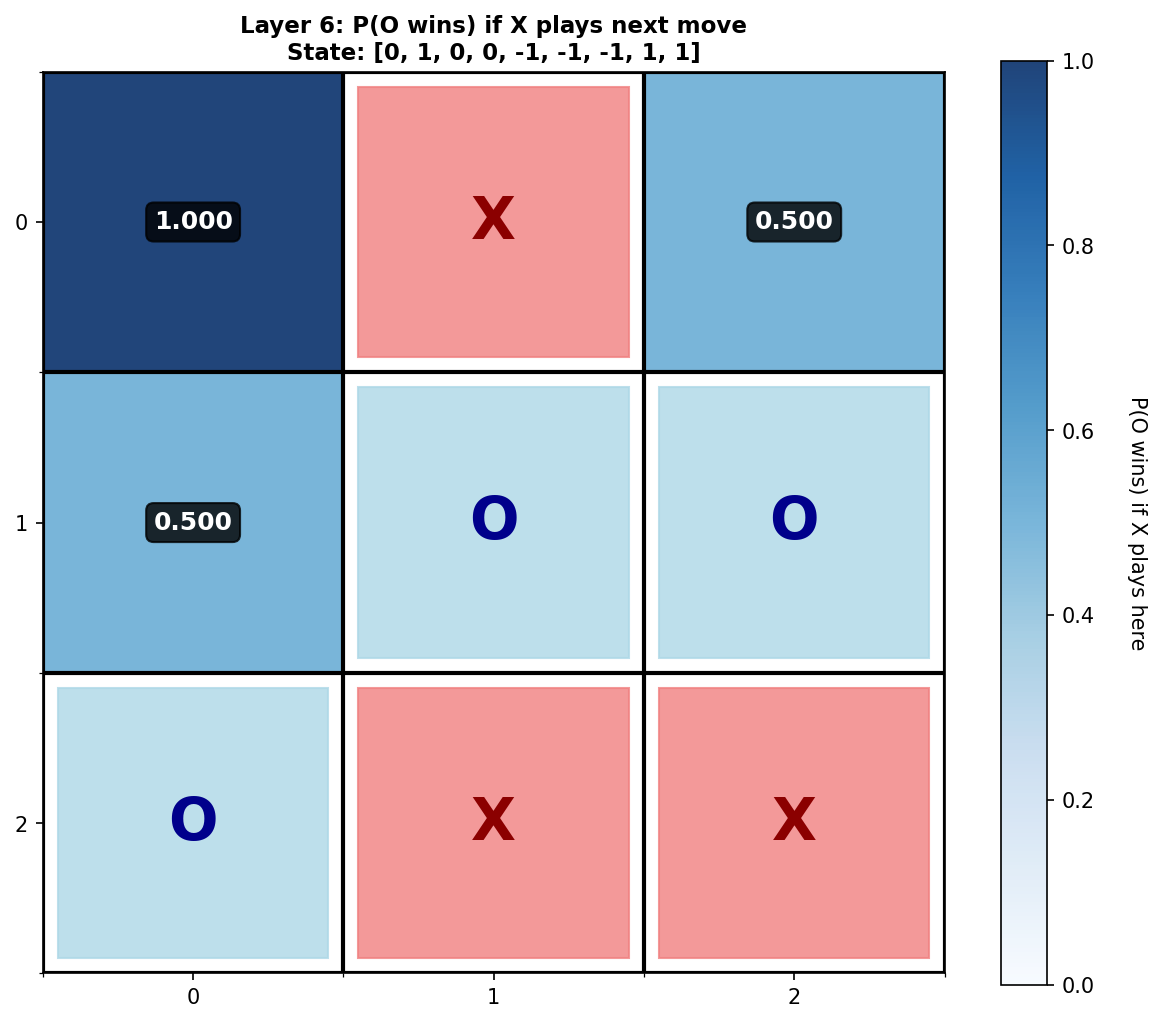 Layer 6: P(O wins) if X plays next move
State: [0, 1, 0, 0, -1, -1, -1, 1, 1]
0
1.000
X
0.500
1
0.500
O
O
2
O
X
X
0
1
2
1.0
0.8
0.6
0.4
0.2
0.0
P(O wins) if X plays here